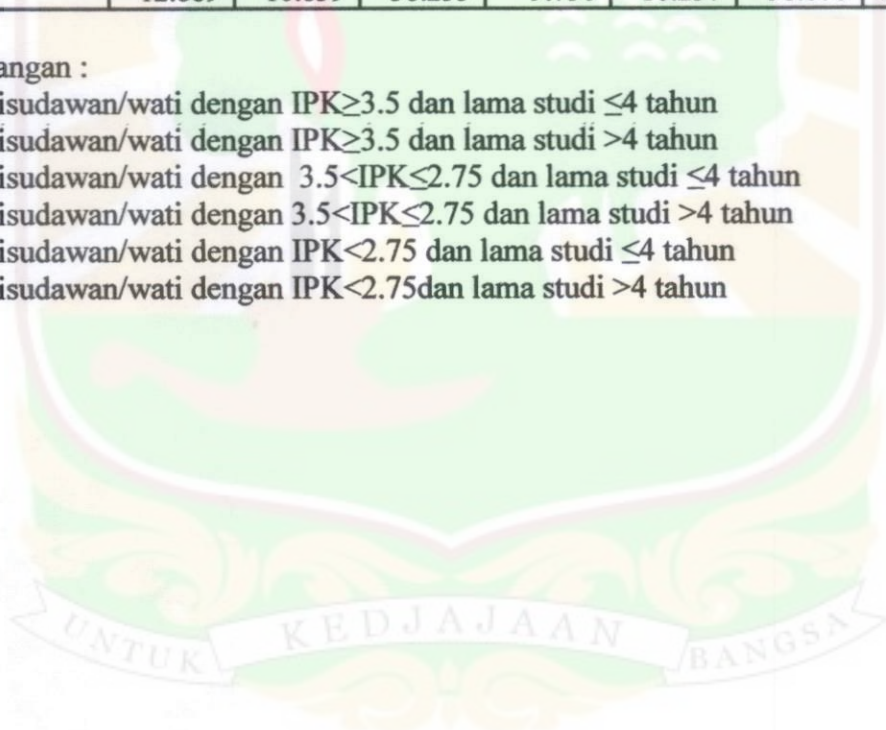 angan :
isudawan/wati dengan IPK≥3.5 dan lama studi ≤4 tahun
isudawan/wati dengan IPK≥3.5 dan lama studi >4 tahun
isudawan/wati dengan 3.5<IPK≤2.75 dan lama studi ≤4 tahun
isudawan/wati dengan 3.5<IPK≤2.75 dan lama studi >4 tahun
isudawan/wati dengan IPK<2.75 dan lama studi ≤4 tahun
isudawan/wati dengan IPK<2.75dan lama studi >4 tahun
UNTUK KEDJAJAAN BANGSA